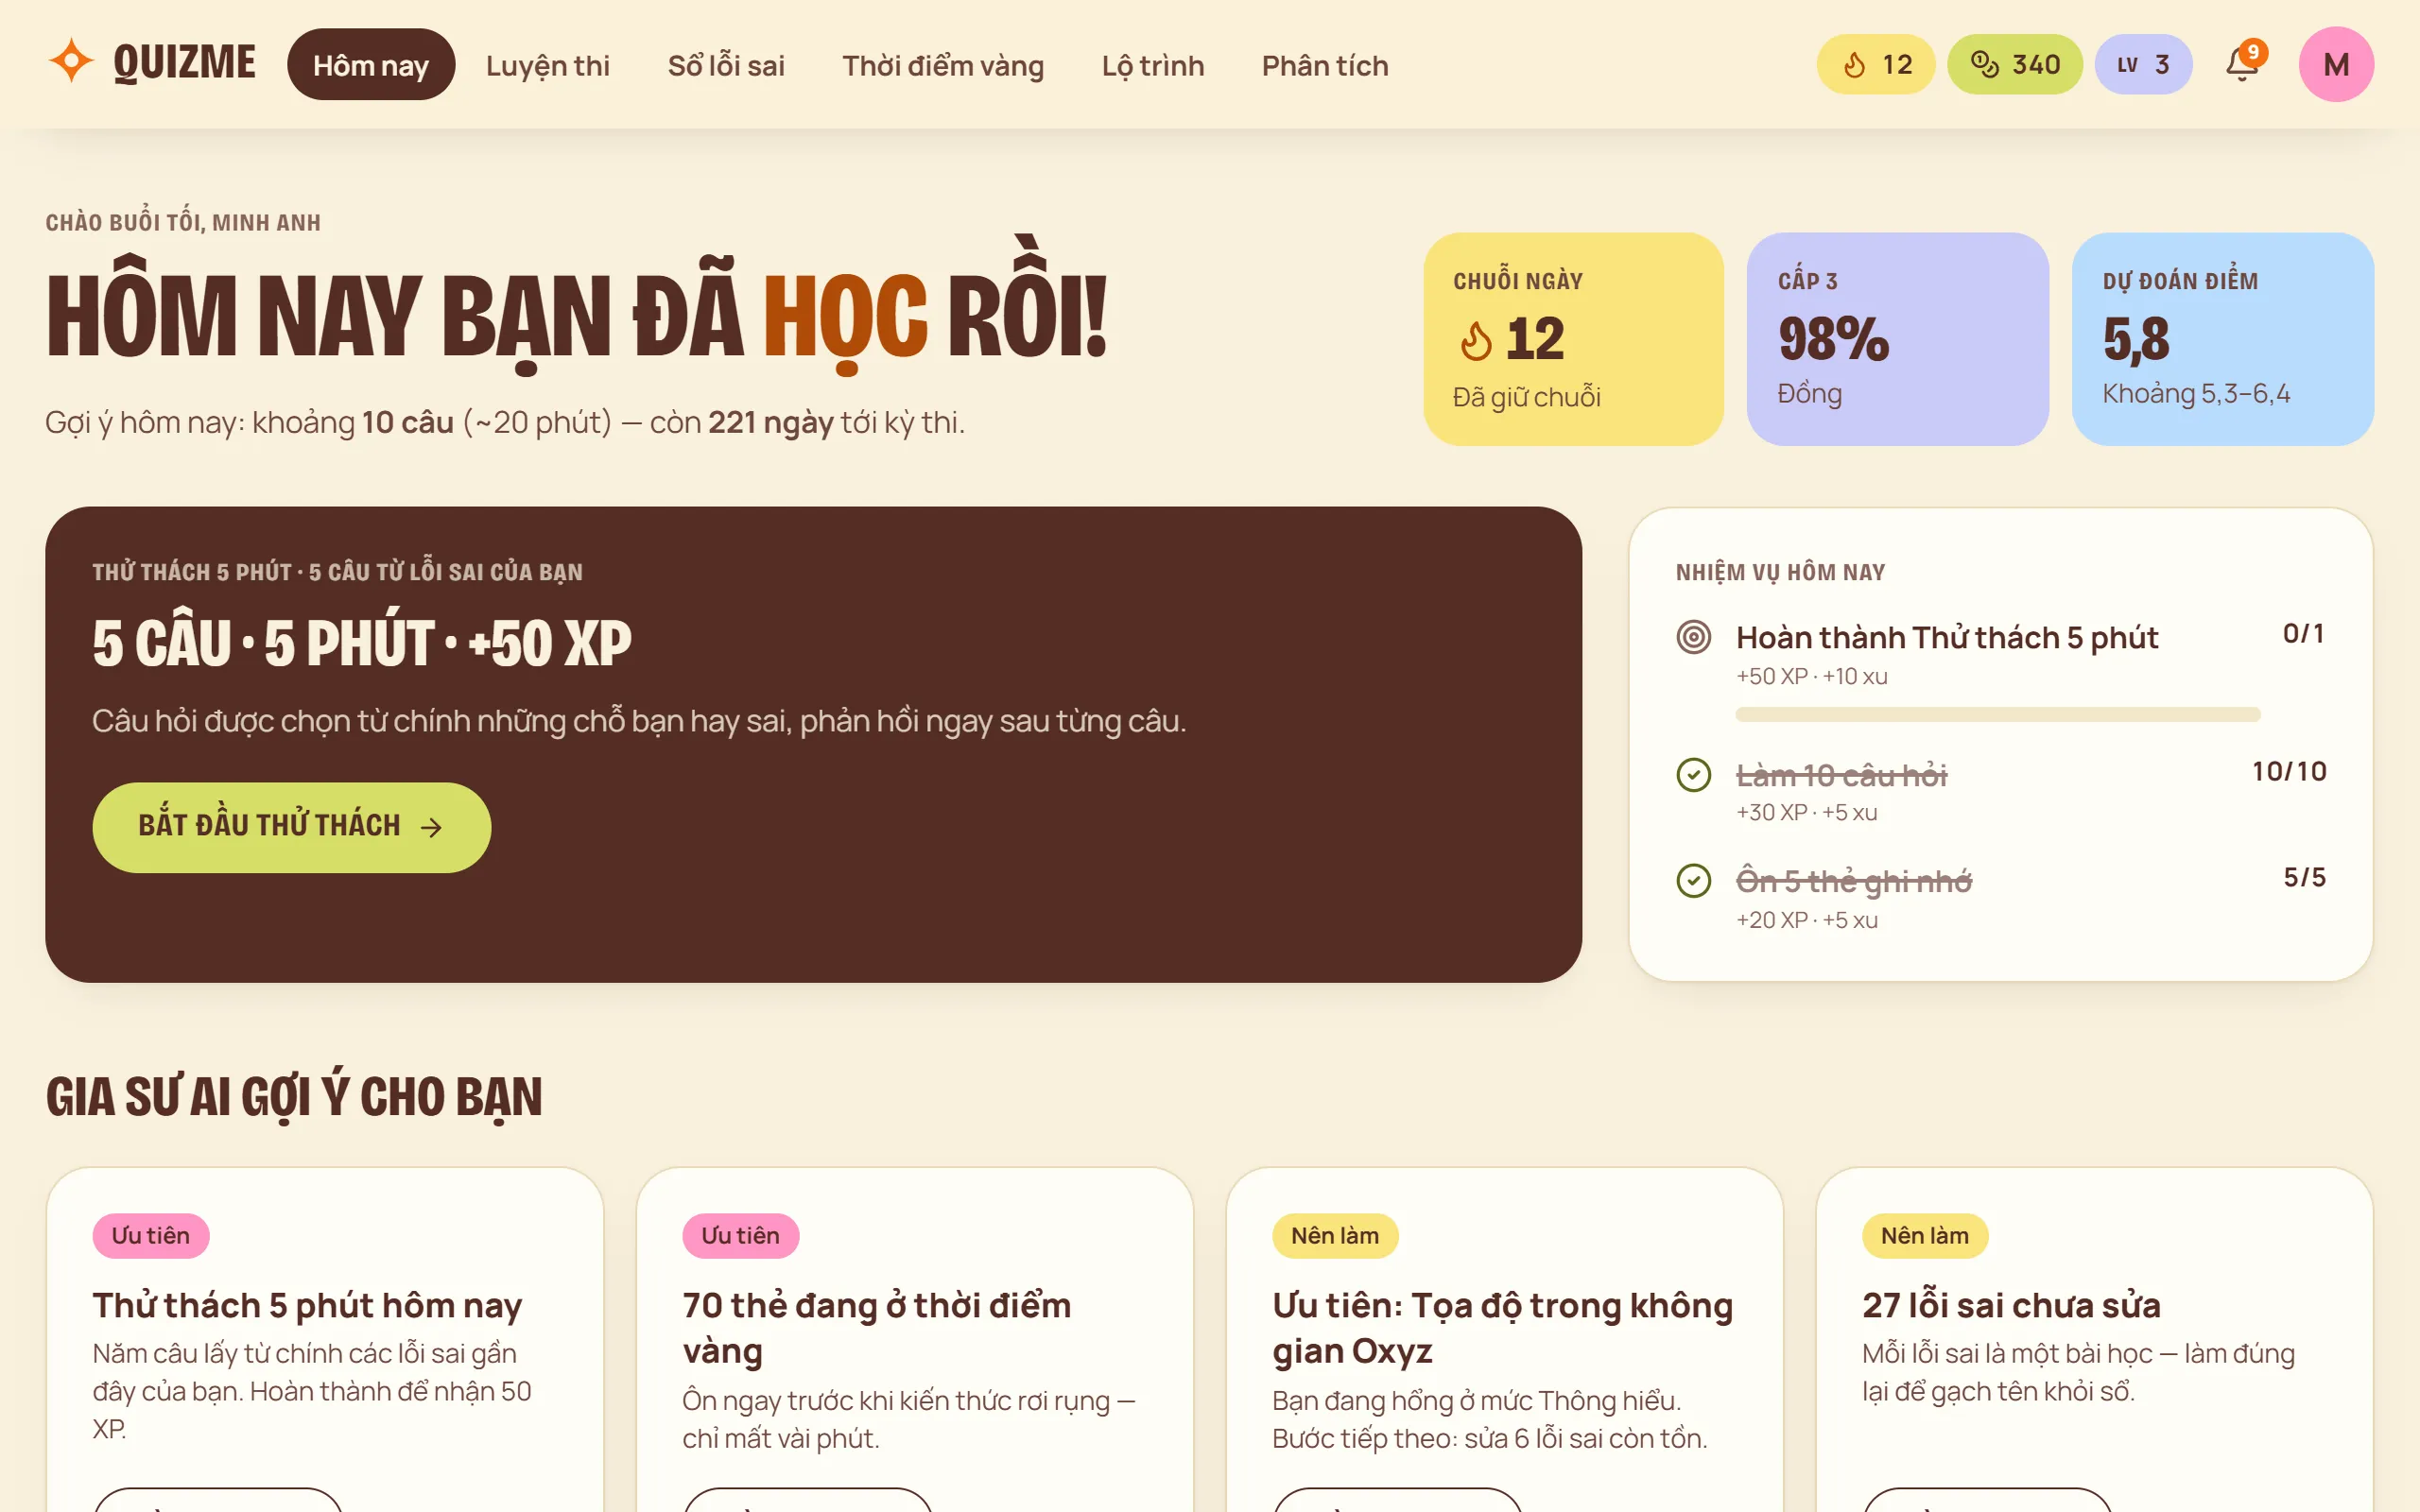 QUIZME
Hôm nay
Luyện thi
Sổ lỗi sai
Thời điểm vàng
Lộ trình
Phân tích
12
340
LV 3
9
M
CHÀO BUỔI TỐI, MINH ANH
HÔM NAY BẠN ĐÃ HỌC RỒI!
Gợi ý hôm nay: khoảng 10 câu (~20 phút) — còn 221 ngày tới kỳ thi.
CHUỖI NGÀY
12
Đã giữ chuỗi
CẤP 3
98%
Đồng
DỰ ĐOÁN ĐIỂM
5,8
Khoảng 5,3–6,4
THỬ THÁCH 5 PHÚT · 5 CÂU TỪ LỖI SAI CỦA BẠN
5 CÂU · 5 PHÚT · +50 XP
Câu hỏi được chọn từ chính những chỗ bạn hay sai, phản hồi ngay sau từng câu.
BẮT ĐẦU THỬ THÁCH →
NHIỆM VỤ HÔM NAY
Hoàn thành Thử thách 5 phút 0/1
+50 XP · +10 xu
Làm 10 câu hỏi 10/10
+30 XP · +5 xu
Ôn 5 thẻ ghi nhớ 5/5
+20 XP · +5 xu
GIA SƯ AI GỢI Ý CHO BẠN
Ưu tiên
Thử thách 5 phút hôm nay
Năm câu lấy từ chính các lỗi sai gần
đây của bạn. Hoàn thành để nhận 50
XP.
Ưu tiên
70 thẻ đang ở thời điểm
vàng
Ôn ngay trước khi kiến thức rơi rụng —
chỉ mất vài phút.
Nên làm
Ưu tiên: Tọa độ trong không
gian Oxyz
Bạn đang hổng ở mức Thông hiểu.
Bước tiếp theo: sửa 6 lỗi sai còn tồn.
Nên làm
27 lỗi sai chưa sửa
Mỗi lỗi sai là một bài học — làm đúng
lại để gạch tên khỏi sổ.